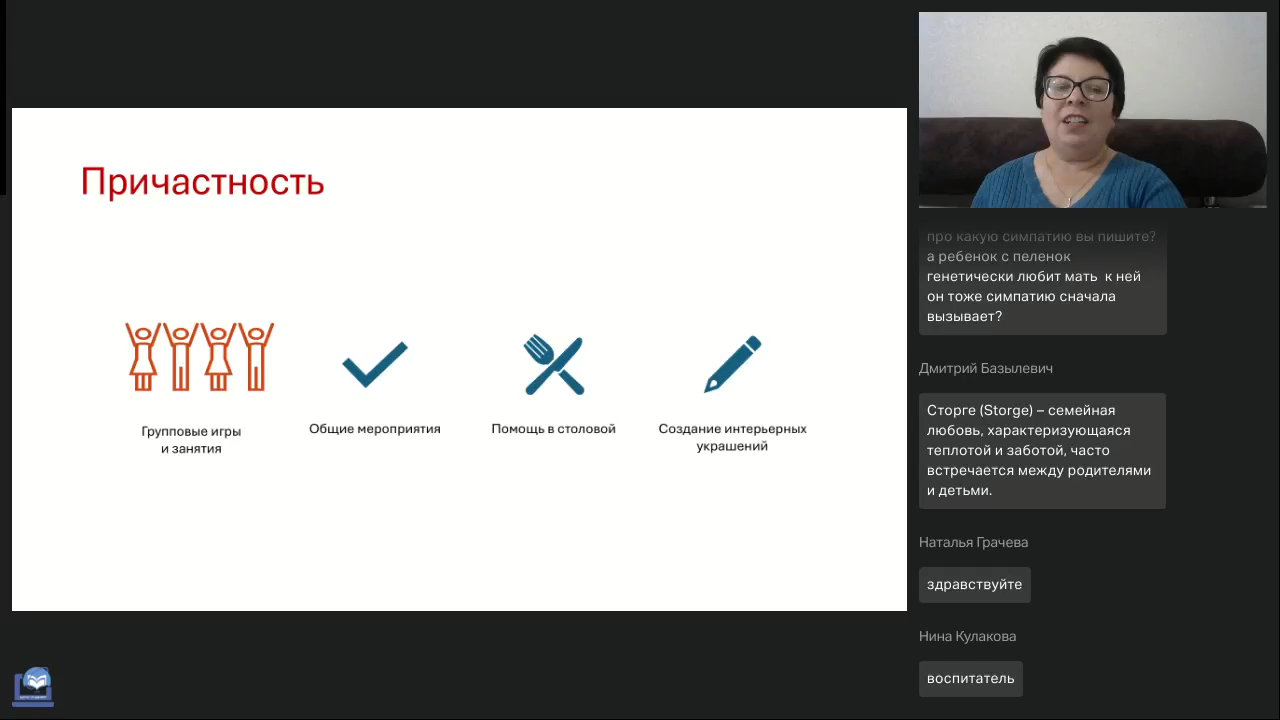 Причастность
Групповые игры
и занятия
Общие мероприятия
Помощь в столовой
Создание интерьерных
украшений
про какую симпатию вы пишите?
а ребенок с пеленок
генетически любит мать к ней
он тоже симпатию сначала
вызывает?
Дмитрий Базылевич
Сторге (Storge) – семейная
любовь, характеризующаяся
теплотой и заботой, часто
встречается между родителями
и детьми.
Наталья Грачева
здравствуйте
Нина Кулакова
воспитатель